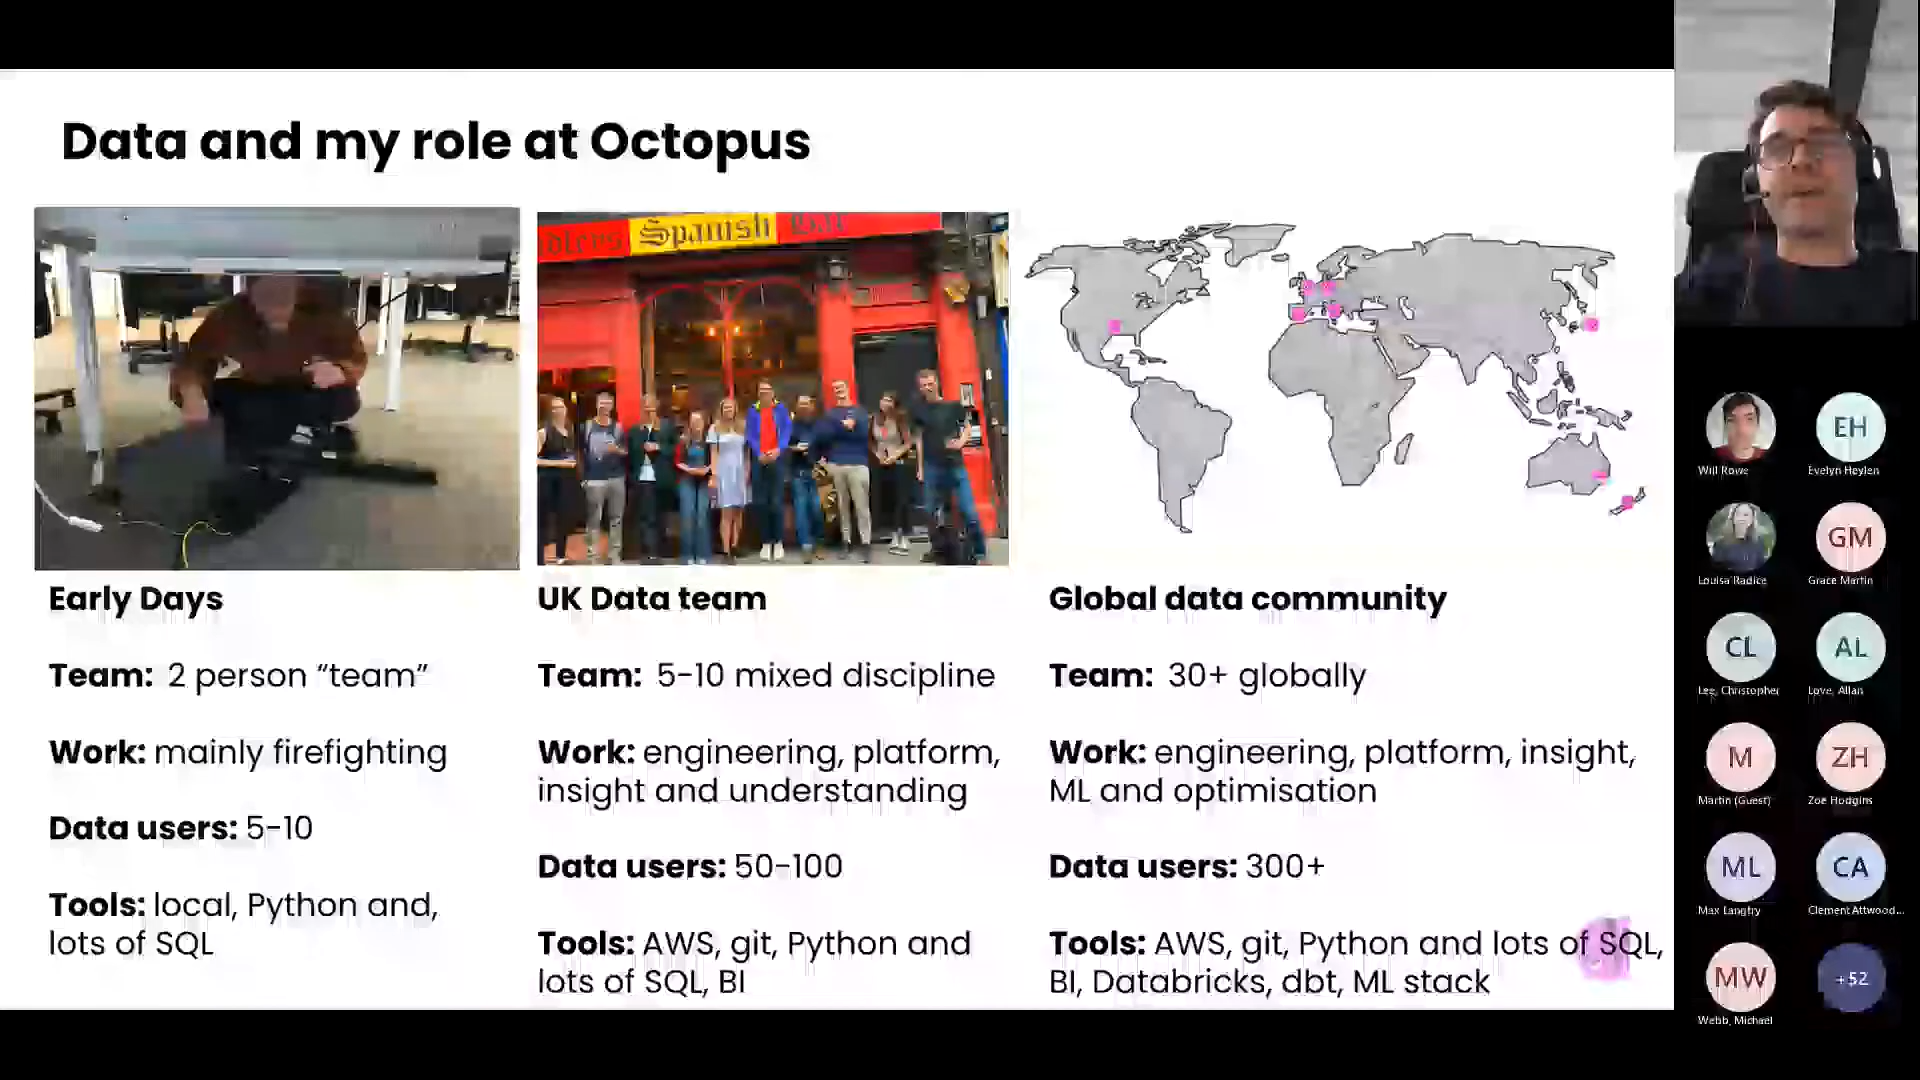 Data and my role at Octopus
Spanish
Early Days
Team: 2 person “team”
Work: mainly firefighting
Data users: 5-10
Tools: local, Python and,
lots of SQL
UK Data team
Team: 5-10 mixed discipline
Work: engineering, platform,
insight and understanding
Data users: 50-100
Tools: AWS, git, Python and
lots of SQL, BI
Global data community
Team: 30+ globally
Work: engineering, platform, insight,
ML and optimisation
Data users: 300+
Tools: AWS, git, Python and lots of SQL,
BI, Databricks, dbt, ML stack
Will Rowe
EH
Evelyn Heylen
Louisa Radice
GM
Grace Martin
CL
Lee, Christopher
AL
Love, Allan
M
Martin (Guest)
ZH
Zoe Hodgins
ML
Max Langtry
CA
Clement Attwood...
MW
Webb, Michael
+52